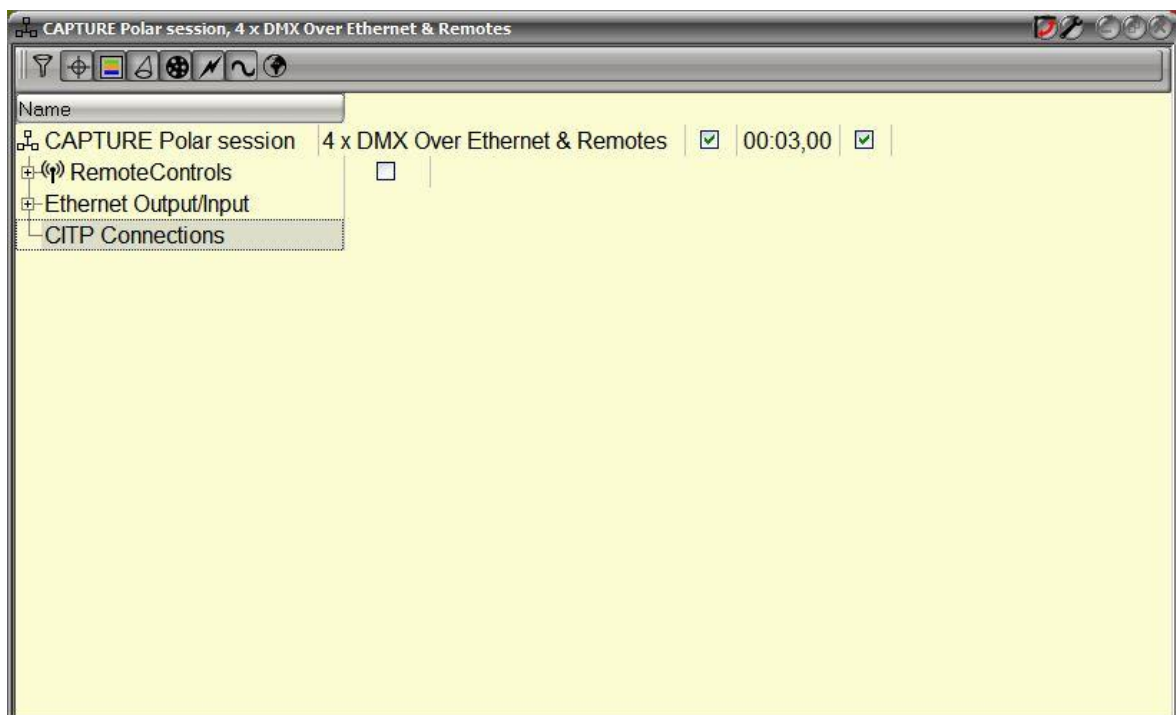 CAPTURE Polar session, 4 x DMX Over Ethernet & Remotes
Name
CAPTURE Polar session 4 x DMX Over Ethernet & Remotes 00:03,00
RemoteControls
Ethernet Output/Input
CITP Connections